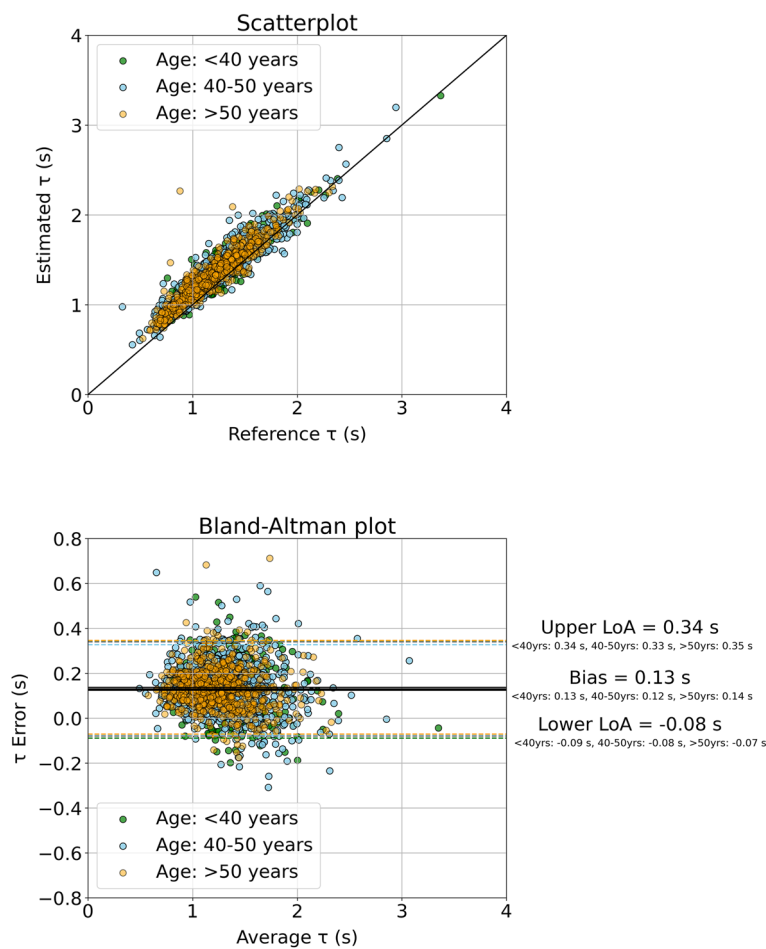 Scatterplot
4
3
2
1
0
0 1 2 3 4
Estimated τ (s)
Reference τ (s)
Age: <40 years
Age: 40-50 years
Age: >50 years
Bland-Altman plot
0.8
0.6
0.4
0.2
0.0
−0.2
−0.4
−0.6
−0.8
0 1 2 3 4
τ Error (s)
Average τ (s)
Age: <40 years
Age: 40-50 years
Age: >50 years
Upper LoA = 0.34 s
<40yrs: 0.34 s, 40-50yrs: 0.33 s, >50yrs: 0.35 s
Bias = 0.13 s
<40yrs: 0.13 s, 40-50yrs: 0.12 s, >50yrs: 0.14 s
Lower LoA = -0.08 s
<40yrs: -0.09 s, 40-50yrs: -0.08 s, >50yrs: -0.07 s